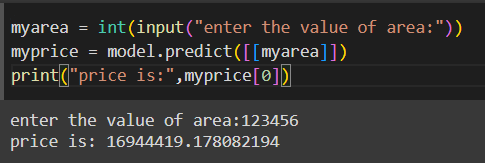 myarea = int(input("enter the value of area:"))
myprice = model.predict([[myarea]])
print("price is:",myprice[0])
enter the value of area:123456
price is: 16944419.178082194